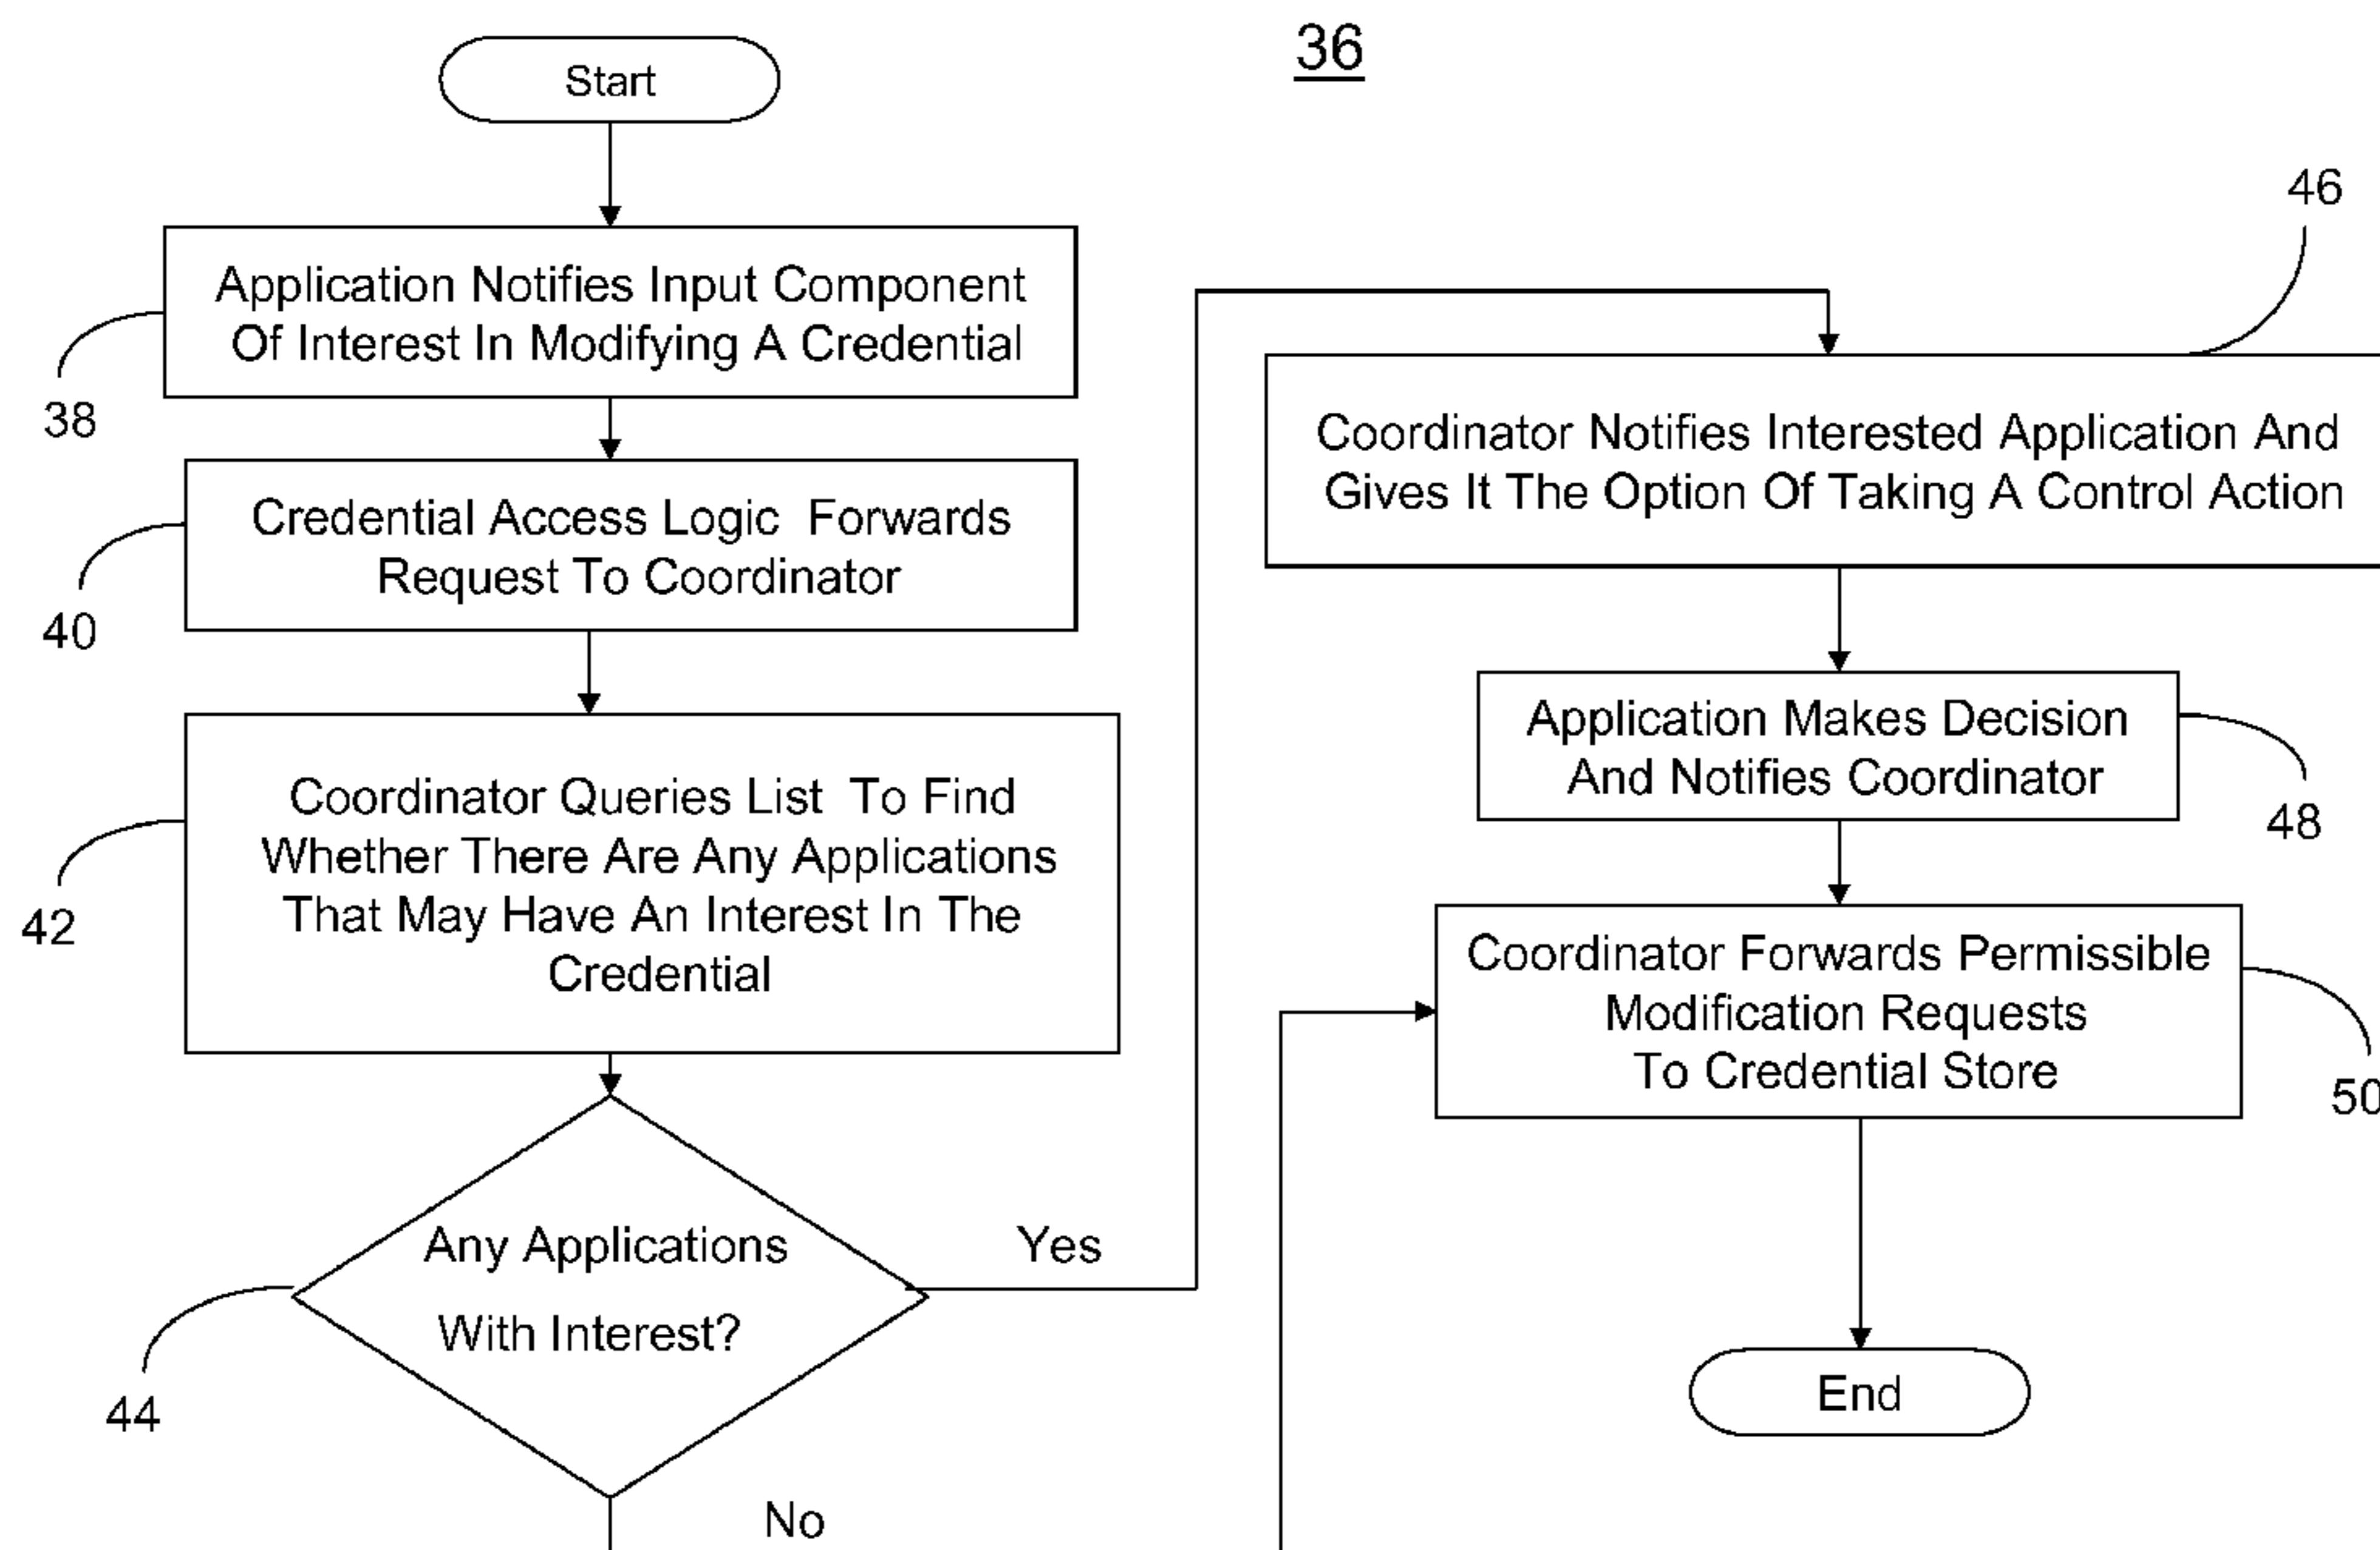 36
Start
Application Notifies Input Component
Of Interest In Modifying A Credential
38
Credential Access Logic Forwards
Request To Coordinator
40
Coordinator Queries List To Find
Whether There Are Any Applications
That May Have An Interest In The
Credential
42
Any Applications
With Interest?
44
Yes
No
46
Coordinator Notifies Interested Application And
Gives It The Option Of Taking A Control Action
Application Makes Decision
And Notifies Coordinator
48
Coordinator Forwards Permissible
Modification Requests
To Credential Store
50
End